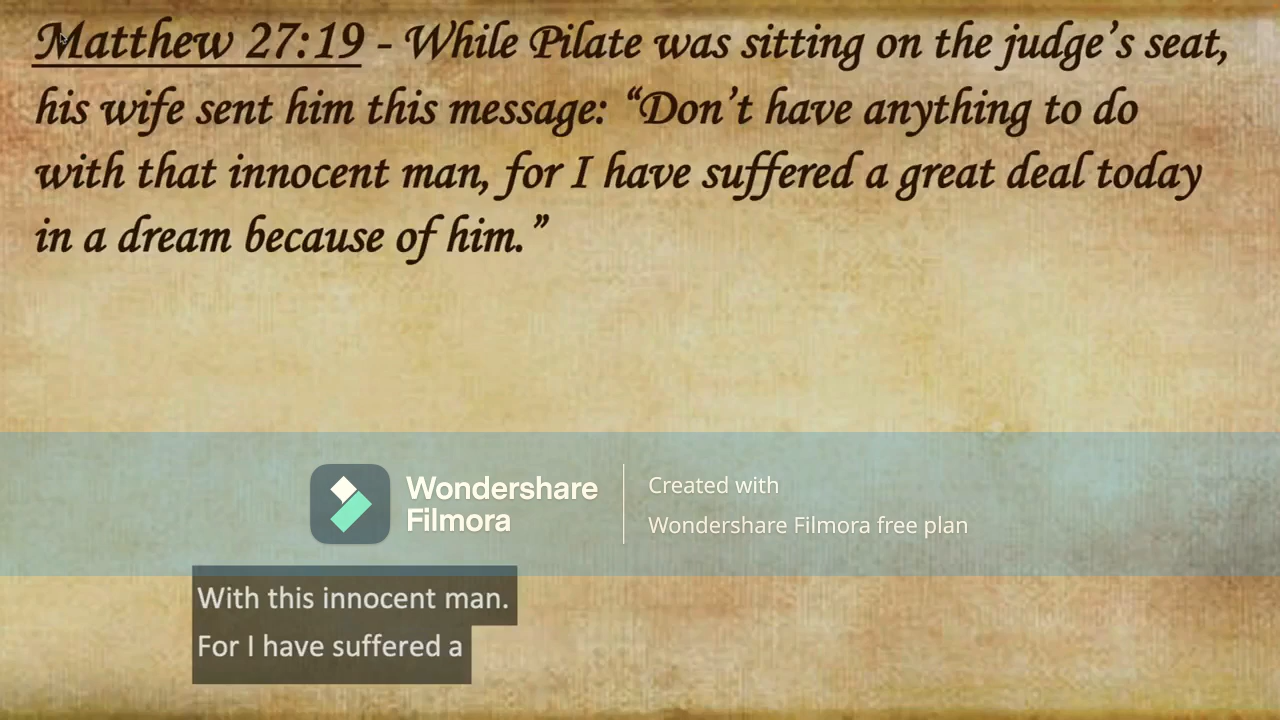 Matthew 27:19 - While Pilate was sitting on the judge’s seat,
his wife sent him this message: “Don’t have anything to do
with that innocent man, for I have suffered a great deal today
in a dream because of him.”
Wondershare
Filmora
Created with
Wondershare Filmora free plan
With this innocent man.
For I have suffered a